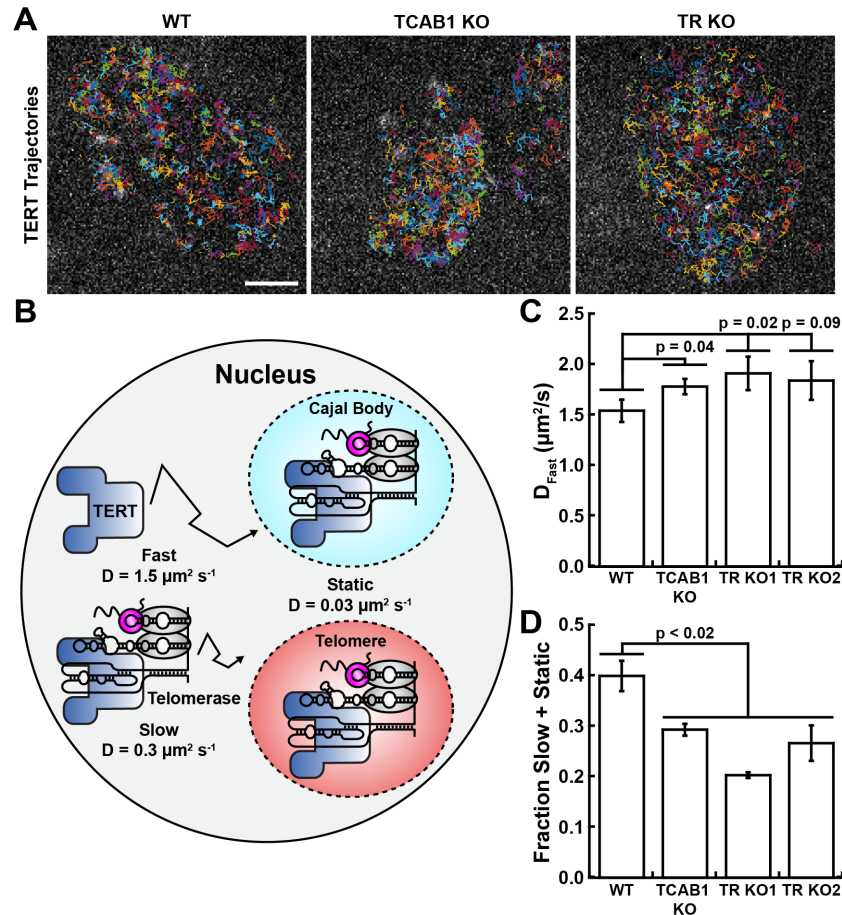 A
WT
TCAB1 KO
TR KO
TERT Trajectories
B
Nucleus
Cajal Body
TERT
Fast
D = 1.5 µm² s⁻¹
Static
D = 0.03 µm² s⁻¹
Telomere
Telomerase
Slow
D = 0.3 µm² s⁻¹
C
2.5
2.0
1.5
1.0
0.5
0.0
D_Fast (µm²/s)
p = 0.04
p = 0.02
p = 0.09
WT
TCAB1
KO
TR KO1
TR KO2
D
0.5
0.4
0.3
0.2
0.1
0.0
Fraction Slow + Static
p < 0.02
WT
TCAB1
KO
TR KO1
TR KO2